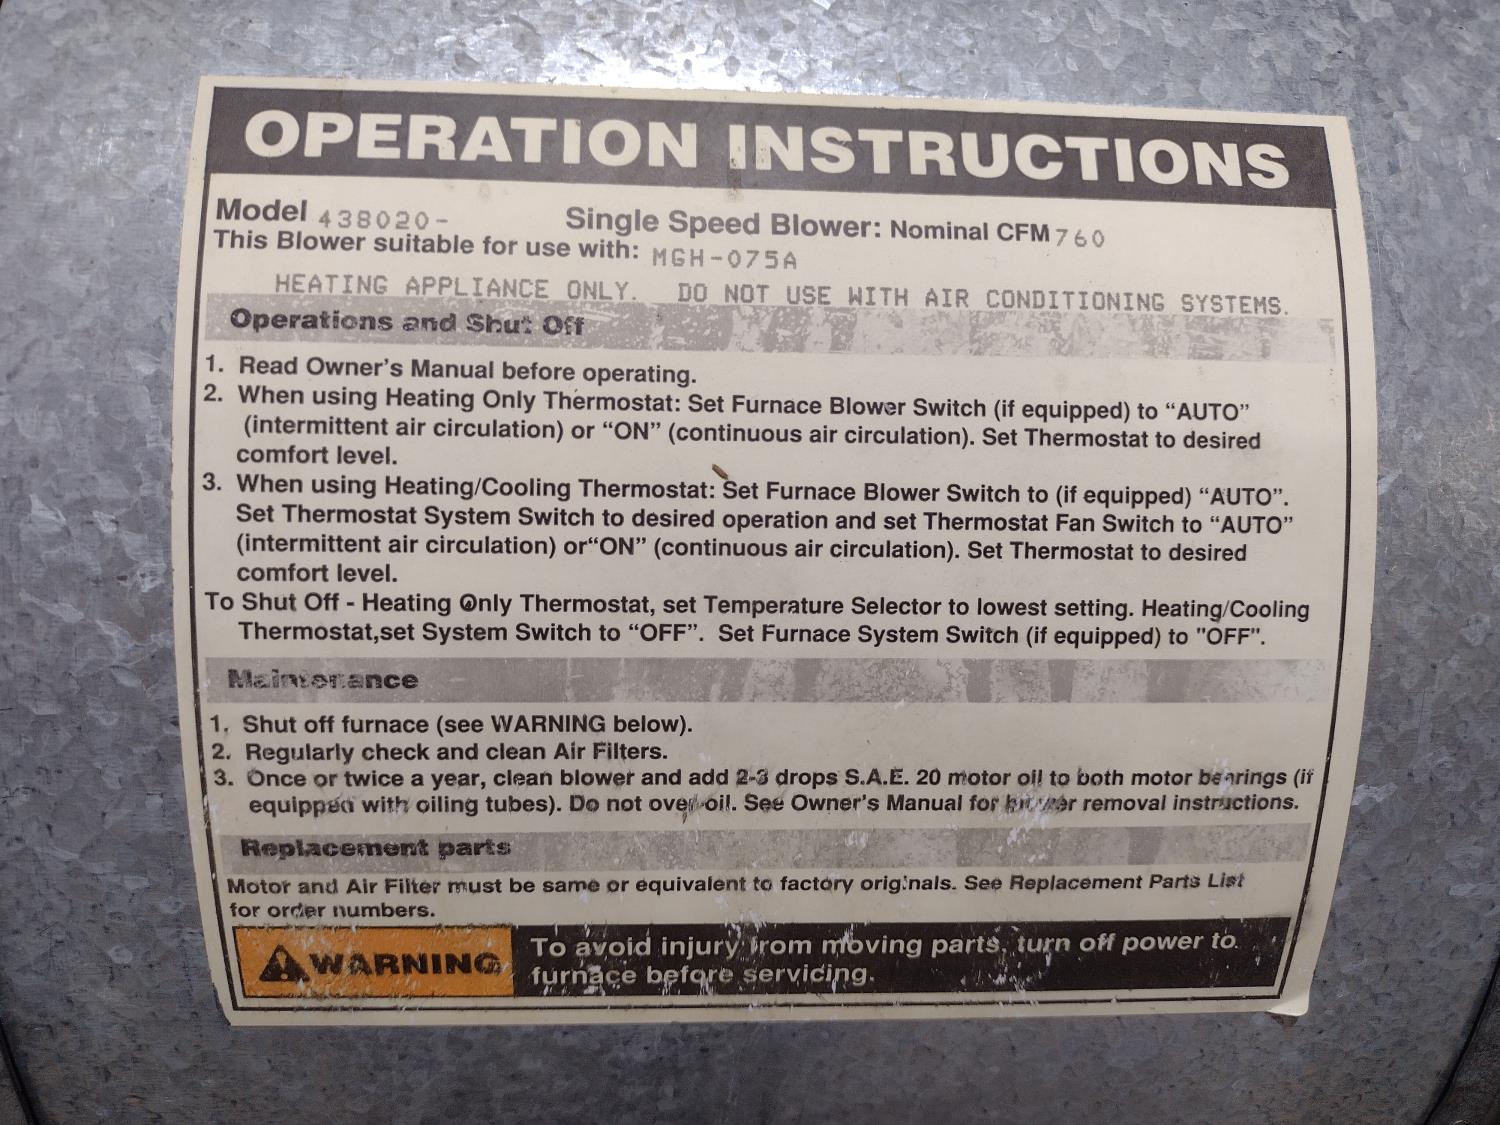 OPERATION INSTRUCTIONS
Model 438020- Single Speed Blower: Nominal CFM 760
This Blower suitable for use with: MGH-075A
HEATING APPLIANCE ONLY. DO NOT USE WITH AIR CONDITIONING SYSTEMS.
Operations and Shut Off
1. Read Owner's Manual before operating.
2. When using Heating Only Thermostat: Set Furnace Blower Switch (if equipped) to “AUTO”
(intermittent air circulation) or “ON” (continuous air circulation). Set Thermostat to desired
comfort level.
3. When using Heating/Cooling Thermostat: Set Furnace Blower Switch to (if equipped) “AUTO”.
Set Thermostat System Switch to desired operation and set Thermostat Fan Switch to “AUTO”
(intermittent air circulation) or“ON” (continuous air circulation). Set Thermostat to desired
comfort level.
To Shut Off - Heating Only Thermostat, set Temperature Selector to lowest setting. Heating/Cooling
Thermostat,set System Switch to “OFF”. Set Furnace System Switch (if equipped) to "OFF".
Maintenance
1. Shut off furnace (see WARNING below).
2. Regularly check and clean Air Filters.
3. Once or twice a year, clean blower and add 2-3 drops S.A.E. 20 motor oil to both motor bearings (if
equipped with oiling tubes). Do not over-oil. See Owner's Manual for blower removal instructions.
Replacement parts
Motor and Air Filter must be same or equivalent to factory originals. See Replacement Parts List
for order numbers.
WARNING To avoid injury from moving parts, turn off power to
furnace before servicing.